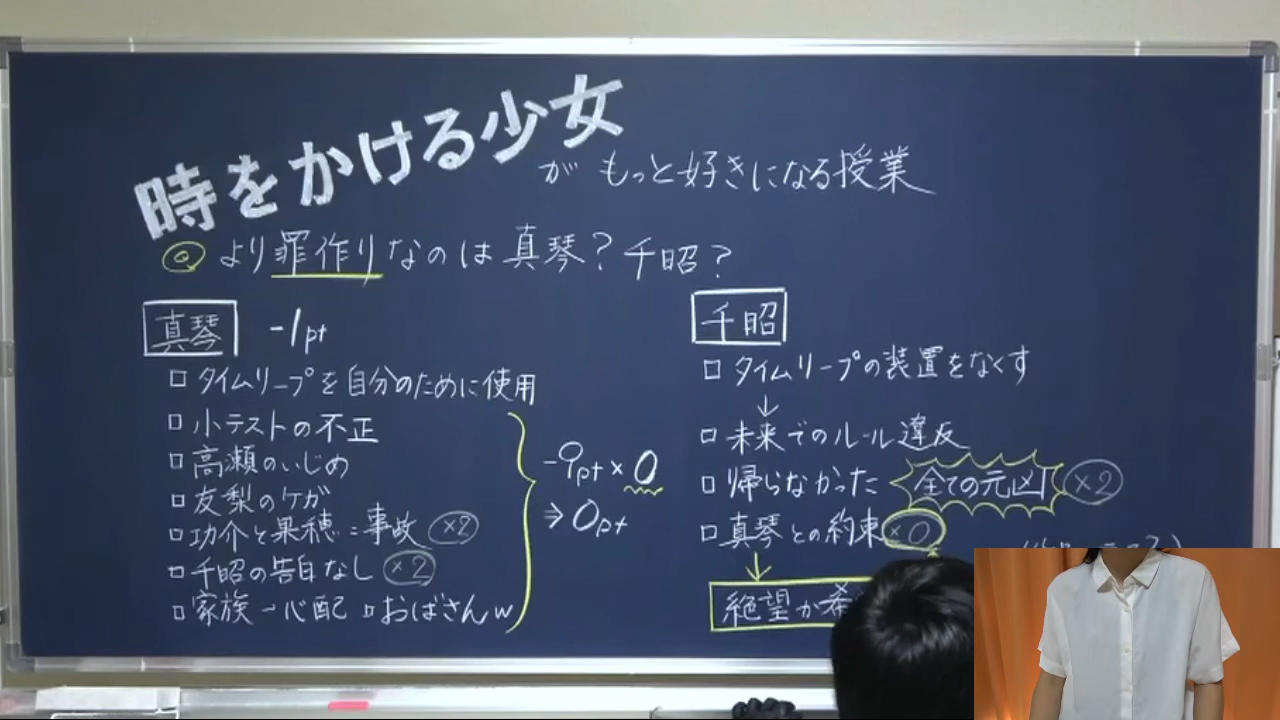 時をかける少女
がもっと好きになる授業
Q より罪作りなのは真琴?千昭?
真琴 -1pt
□ タイムリープを自分のために使用
□ 小テストの不正
□ 高瀬のいじめ
□ 友梨のケガ
□ 功介と果穂:事故 ×2
□ 千昭の告白なし ×2
□ 家族→心配 □おばさんw
-9pt × 0
⇒ 0pt
千昭
□ タイムリープの装置をなくす
↓
□ 未来でのルール違反
□ 帰らなかった 全ての元凶 ×2
□ 真琴との約束 ×0
↓
絶望か希